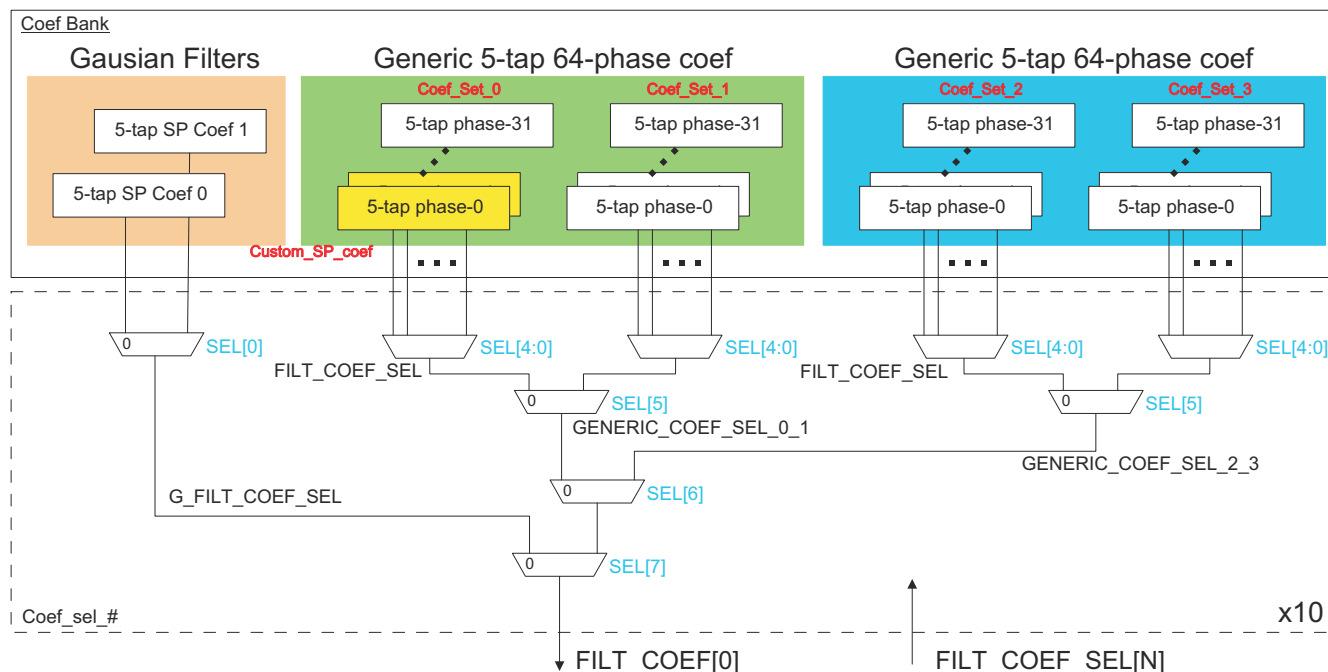 Coef Bank
Gausian Filters
Generic 5-tap 64-phase coef
Generic 5-tap 64-phase coef
Coef_Set_0
Coef_Set_1
Coef_Set_2
Coef_Set_3
5-tap SP Coef 1
5-tap phase-31
5-tap phase-31
5-tap phase-31
5-tap phase-31
5-tap SP Coef 0
5-tap phase-0
5-tap phase-0
5-tap phase-0
5-tap phase-0
Custom_SP_coef
0
SEL[0]
SEL[4:0]
SEL[4:0]
SEL[4:0]
SEL[4:0]
FILT_COEF_SEL
FILT_COEF_SEL
0
SEL[5]
0
SEL[5]
GENERIC_COEF_SEL_0_1
GENERIC_COEF_SEL_2_3
G_FILT_COEF_SEL
0
SEL[6]
0
SEL[7]
Coef_sel_#
x10
FILT_COEF[0]
FILT_COEF_SEL[N]